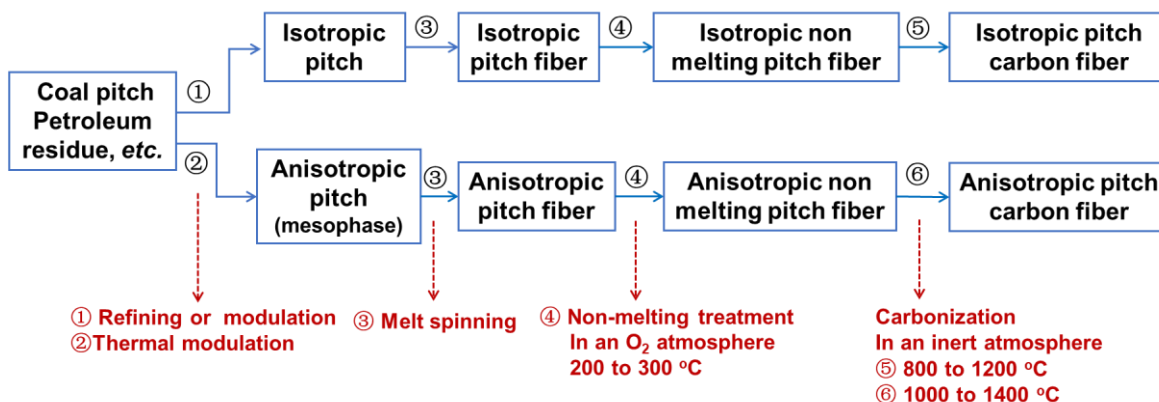 Coal pitch
Petroleum
residue, etc.
①
②
Isotropic
pitch
③
Isotropic
pitch fiber
④
Isotropic non
melting pitch fiber
⑤
Isotropic pitch
carbon fiber
Anisotropic
pitch
(mesophase)
③
Anisotropic
pitch fiber
④
Anisotropic non
melting pitch fiber
⑥
Anisotropic pitch
carbon fiber
① Refining or modulation
②Thermal modulation
③ Melt spinning
④ Non-melting treatment
In an O₂ atmosphere
200 to 300 ºC
Carbonization
In an inert atmosphere
⑤ 800 to 1200 ºC
⑥ 1000 to 1400 ºC